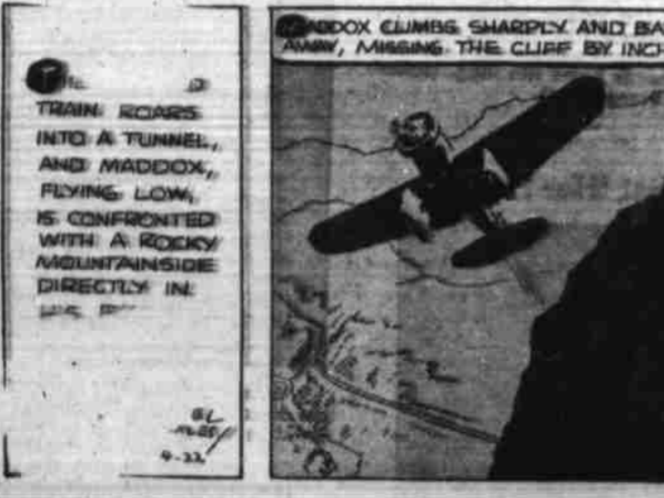 TRAIN ROARS
INTO A TUNNEL,
AND MADDOX,
FLYING LOW,
IS CONFRONTED
WITH A ROCKY
MOUNTAINSIDE
DIRECTLY IN
9-22
MADDOX CLIMBS SHARPLY AND BA
AWAY, MISSING THE CLIFF BY INCH